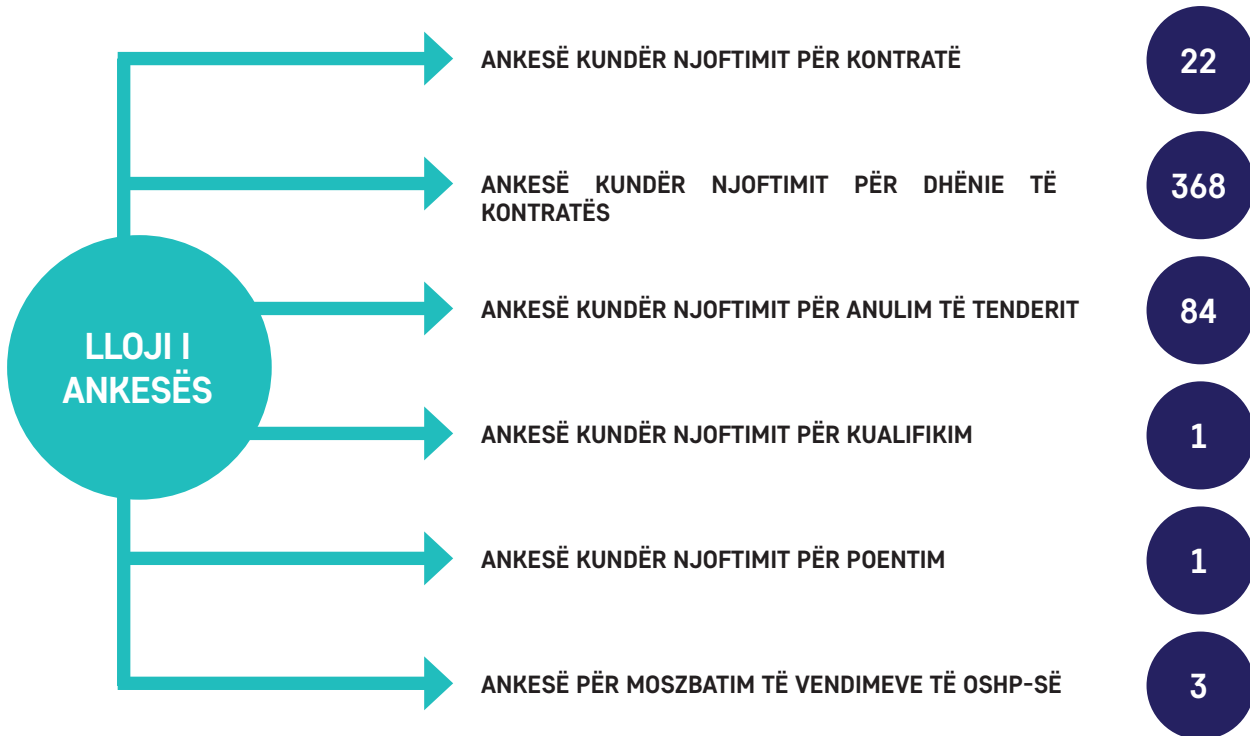 ANKESË KUNDËR NJOFTIMIT PËR KONTRATË
22
ANKESË KUNDËR NJOFTIMIT PËR DHËNIE TË
KONTRATËS
368
ANKESË KUNDËR NJOFTIMIT PËR ANULIM TË TENDERIT
84
LLOJI I
ANKESËS
ANKESË KUNDËR NJOFTIMIT PËR KUALIFIKIM
1
ANKESË KUNDËR NJOFTIMIT PËR POENTIM
1
ANKESË PËR MOSZBATIM TË VENDIMEVE TË OSHP-SË
3